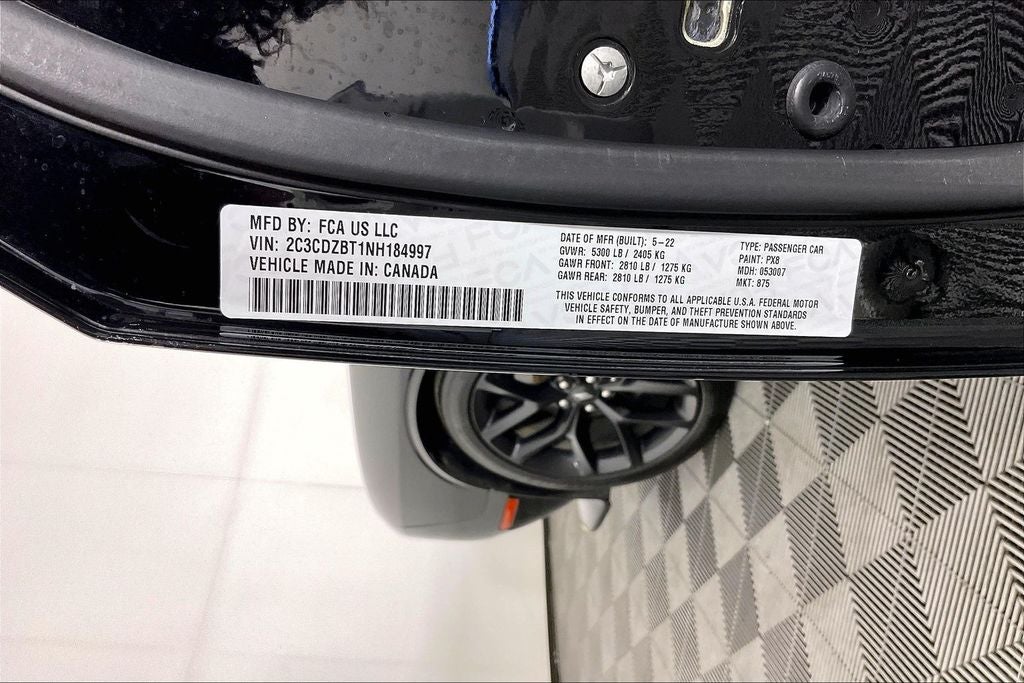 MFD BY: FCA US LLC
VIN: 2C3CDZBT1NH184997
VEHICLE MADE IN: CANADA
DATE OF MFR (BUILT): 5-22
GVWR: 5300 LB / 2405 KG
GAWR FRONT: 2810 LB / 1275 KG
GAWR REAR: 2810 LB / 1275 KG
TYPE: PASSENGER CAR
PAINT: PX8
MDH: 053007
MKT: 875
THIS VEHICLE CONFORMS TO ALL APPLICABLE U.S.A. FEDERAL MOTOR
VEHICLE SAFETY, BUMPER, AND THEFT PREVENTION STANDARDS
IN EFFECT ON THE DATE OF MANUFACTURE SHOWN ABOVE.